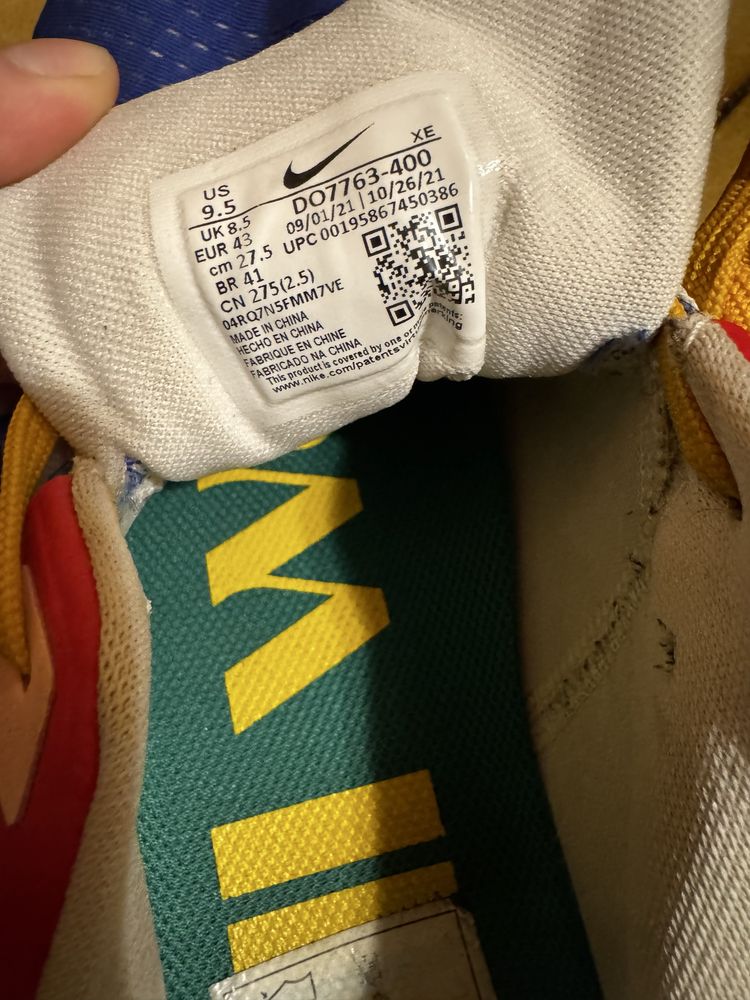 XE
US
9.5
DO7763-400
UK 8.5
09/01/21 | 10/26/21
EUR 43
UPC 00195867450386
cm 27.5
BR 41
CN 275(2.5)
04RQ7N5FMM7VE
MADE IN CHINA
HECHO EN CHINA
FABRIQUE EN CHINE
FABRICADO NA CHINA
This product is covered by one or
patents:
www.nike.com/patents
W